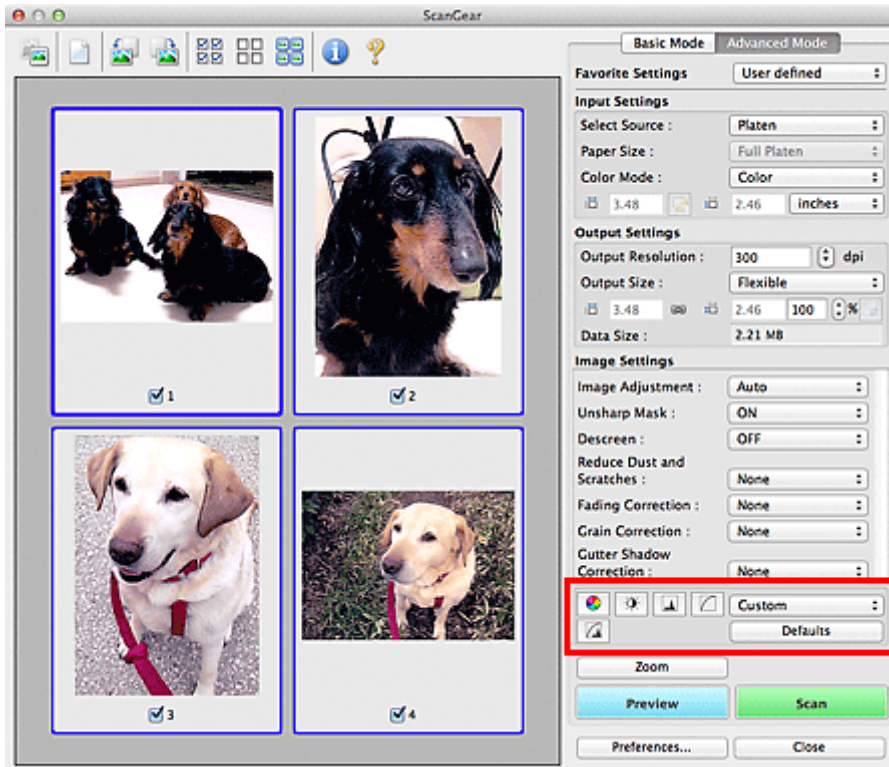 ScanGear
Basic Mode Advanced Mode
Favorite Settings User defined
Input Settings
Select Source : Platen
Paper Size : Full Platen
Color Mode : Color
3.48 2.46 inches
Output Settings
Output Resolution : 300 dpi
Output Size : Flexible
3.48 2.46 100 %
Data Size : 2.21 MB
Image Settings
Image Adjustment : Auto
Unsharp Mask : ON
Descreen : OFF
Reduce Dust and
Scratches : None
Fading Correction : None
Grain Correction : None
Gutter Shadow
Correction : None
Custom
Defaults
Zoom
Preview Scan
Preferences... Close
1
2
3
4